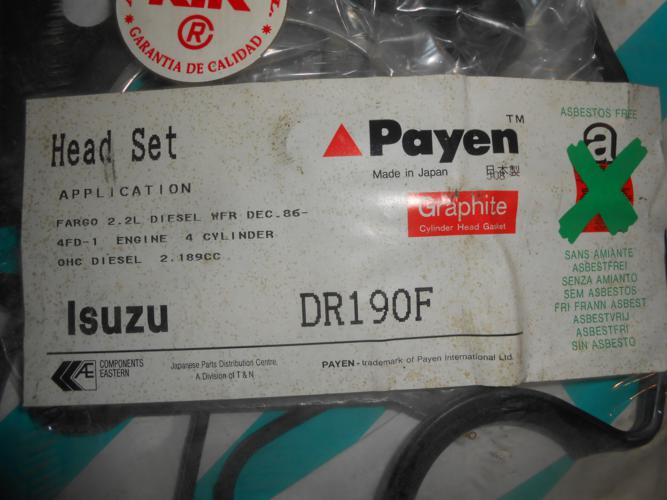 GARANTIA DE CALIDAD
R
Head Set
APPLICATION
FARGO 2.2L DIESEL WFR DEC.86-
4FD-1 ENGINE 4 CYLINDER
OHC DIESEL 2.189CC
Isuzu
DR190F
Payen™
Made in Japan 日本製
Graphite
Cylinder Head Gasket
ASBESTOS FREE
a
SANS AMIANTE
ASBESTFREI
SENZA AMIANTO
SEM ASBESTOS
FRI FRANN ASBEST
ASBESTVRIJ
ASBESTFRI
SIN ASBESTO
AE COMPONENTS
EASTERN
Japanese Parts Distribution Centre,
A Division of T & N
PAYEN - trademark of Payen International Ltd.